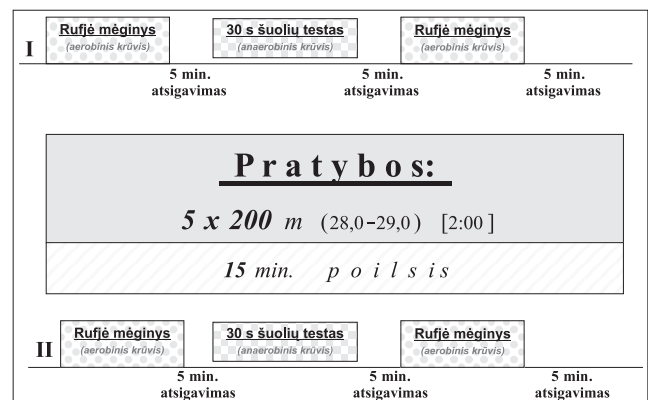 I
Rufjė mėginys
(aerobinis krūvis)
30 s šuolių testas
(anaerobinis krūvis)
Rufjė mėginys
(aerobinis krūvis)
5 min.
atsigavimas
5 min.
atsigavimas
5 min.
atsigavimas
Pratybos:
5 x 200 m (28,0–29,0) [2:00]
15 min. poilsis
II
Rufjė mėginys
(aerobinis krūvis)
30 s šuolių testas
(anaerobinis krūvis)
Rufjė mėginys
(aerobinis krūvis)
5 min.
atsigavimas
5 min.
atsigavimas
5 min.
atsigavimas